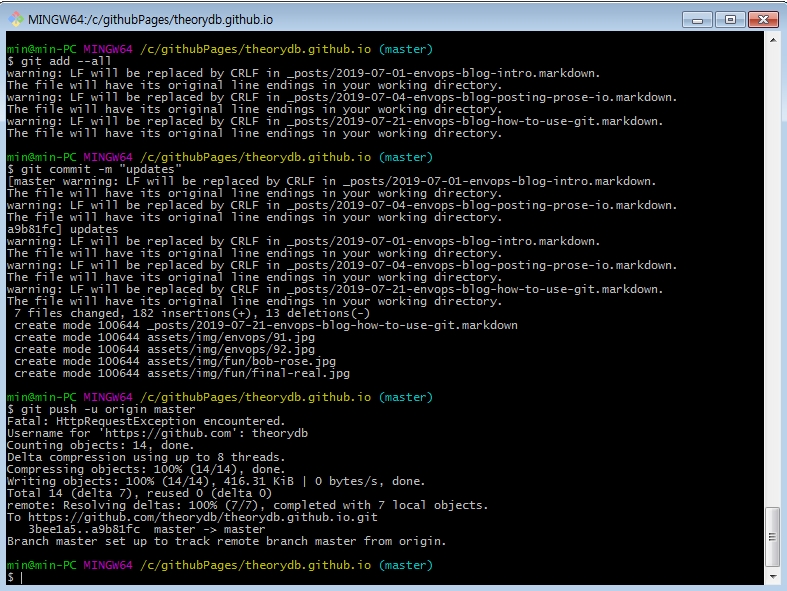 MINGW64:/c/githubPages/theorydb.github.io
min@min-PC MINGW64 /c/githubPages/theorydb.github.io (master)
$ git add --all
warning: LF will be replaced by CRLF in _posts/2019-07-01-envops-blog-intro.markdown.
The file will have its original line endings in your working directory.
warning: LF will be replaced by CRLF in _posts/2019-07-04-envops-blog-posting-prose-io.markdown.
The file will have its original line endings in your working directory.
warning: LF will be replaced by CRLF in _posts/2019-07-21-envops-blog-how-to-use-git.markdown.
The file will have its original line endings in your working directory.
min@min-PC MINGW64 /c/githubPages/theorydb.github.io (master)
$ git commit -m "updates"
[master warning: LF will be replaced by CRLF in _posts/2019-07-01-envops-blog-intro.markdown.
The file will have its original line endings in your working directory.
warning: LF will be replaced by CRLF in _posts/2019-07-04-envops-blog-posting-prose-io.markdown.
The file will have its original line endings in your working directory.
a9b81fc] updates
warning: LF will be replaced by CRLF in _posts/2019-07-01-envops-blog-intro.markdown.
The file will have its original line endings in your working directory.
warning: LF will be replaced by CRLF in _posts/2019-07-04-envops-blog-posting-prose-io.markdown.
The file will have its original line endings in your working directory.
warning: LF will be replaced by CRLF in _posts/2019-07-21-envops-blog-how-to-use-git.markdown.
The file will have its original line endings in your working directory.
 7 files changed, 182 insertions(+), 13 deletions(-)
 create mode 100644 _posts/2019-07-21-envops-blog-how-to-use-git.markdown
 create mode 100644 assets/img/envops/91.jpg
 create mode 100644 assets/img/envops/92.jpg
 create mode 100644 assets/img/fun/bob-rose.jpg
 create mode 100644 assets/img/fun/final-real.jpg
min@min-PC MINGW64 /c/githubPages/theorydb.github.io (master)
$ git push -u origin master
Fatal: HttpRequestException encountered.
Username for 'https://github.com': theorydb
Counting objects: 14, done.
Delta compression using up to 8 threads.
Compressing objects: 100% (14/14), done.
Writing objects: 100% (14/14), 416.31 KiB | 0 bytes/s, done.
Total 14 (delta 7), reused 0 (delta 0)
remote: Resolving deltas: 100% (7/7), completed with 7 local objects.
To https://github.com/theorydb/theorydb.github.io.git
   3bee1a5..a9b81fc  master -> master
Branch master set up to track remote branch master from origin.
min@min-PC MINGW64 /c/githubPages/theorydb.github.io (master)
$